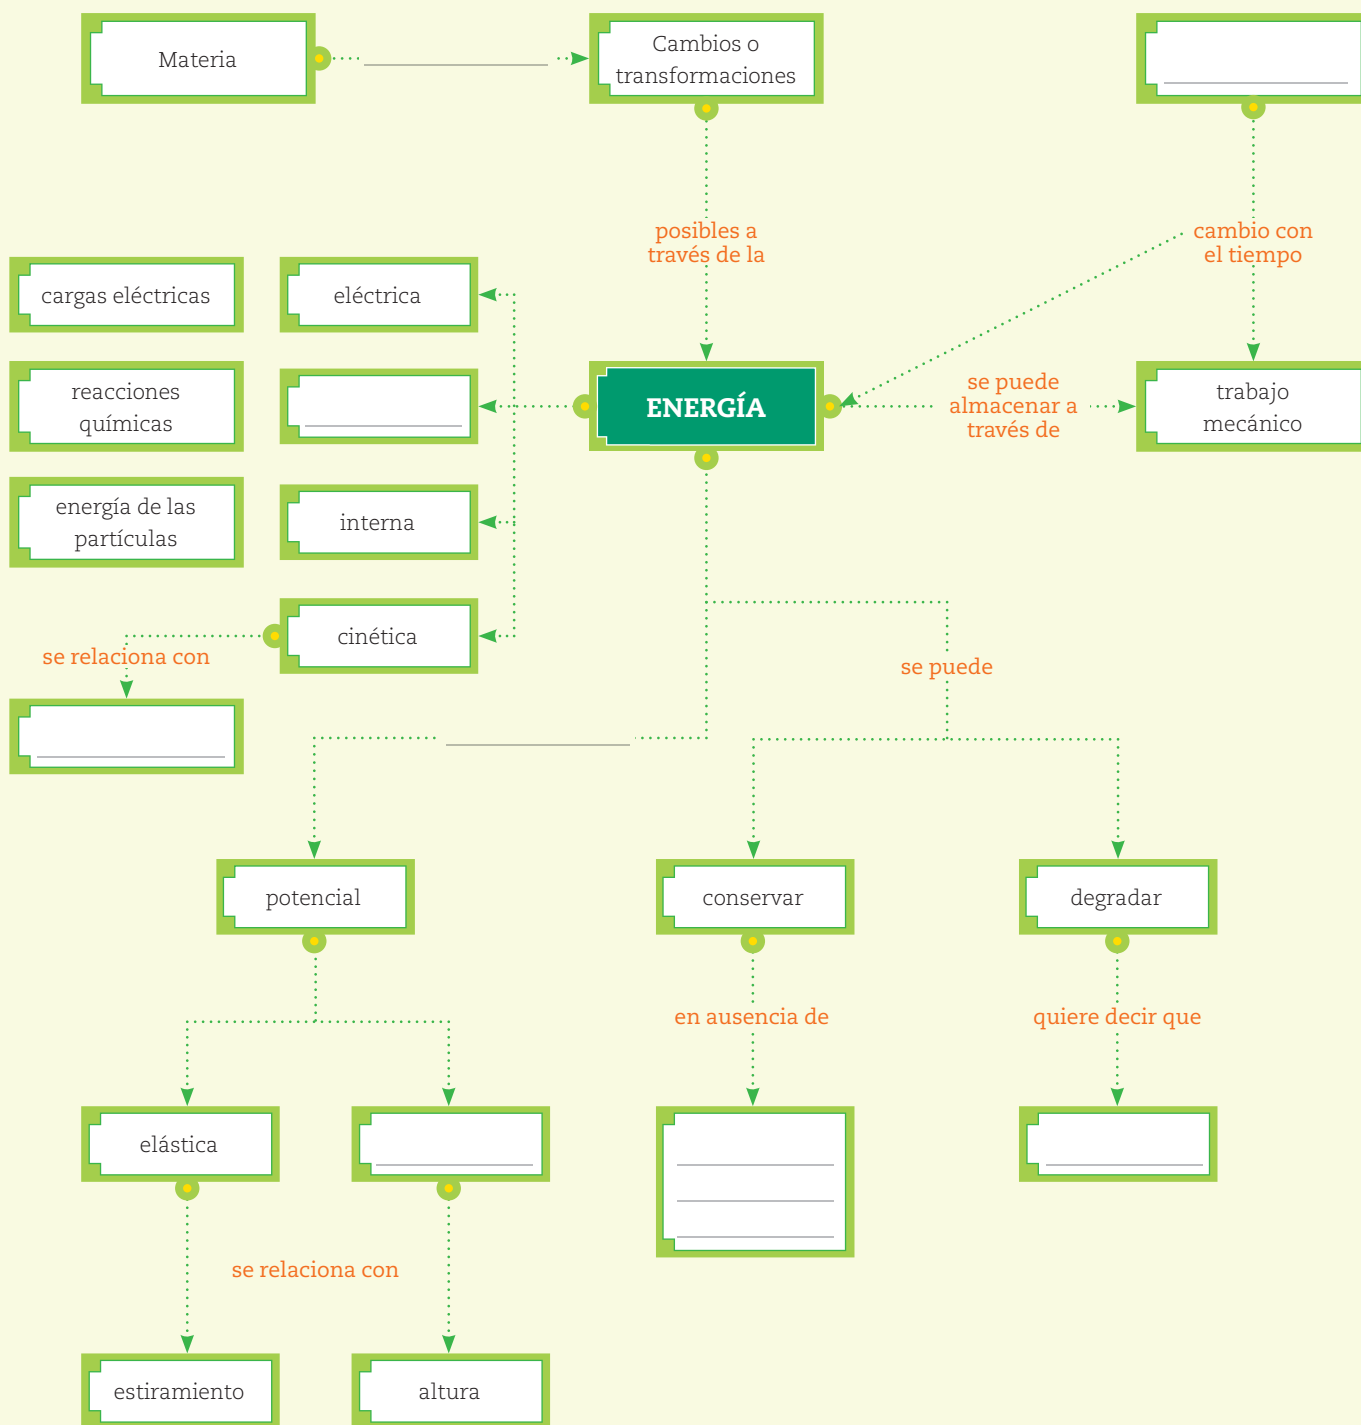 Materia
Cambios o
transformaciones
posibles a
través de la
cambio con
el tiempo
cargas eléctricas
eléctrica
reacciones
químicas
ENERGÍA
se puede
almacenar a
través de
trabajo
mecánico
energía de las
partículas
interna
cinética
se relaciona con
se puede
potencial
conservar
degradar
en ausencia de
quiere decir que
elástica
se relaciona con
estiramiento
altura